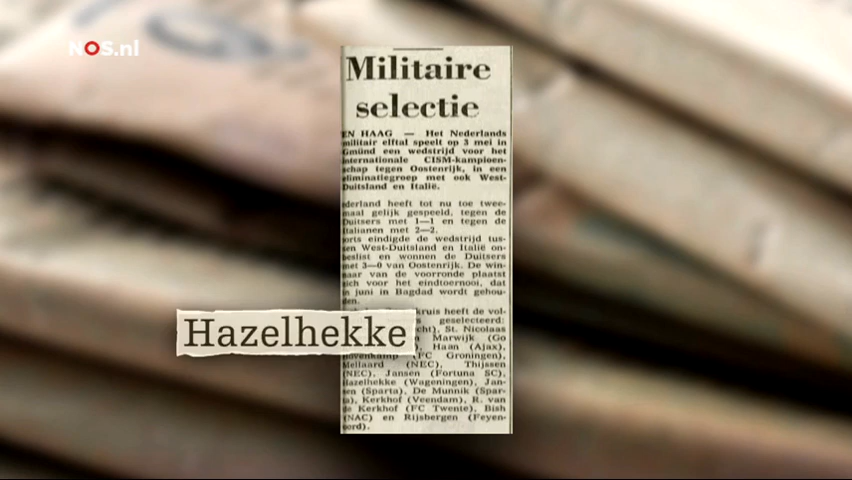 NOS.nl
Militaire
selectie
EN HAAG — Het Nederlands
militair elftal speelt op 3 mei in
Gmünd een wedstrijd voor het
internationale CISM-kampioen-
schap tegen Oostenrijk, in een
eliminatiegroep met ook West-
Duitsland en Italië.
ederland heeft tot nu toe twee-
maal gelijk gespeeld, tegen de
Duitsers met 1—1 en tegen de
Italianen met 2—2.
orts eindigde de wedstrijd tus-
sen West-Duitsland en Italië on-
beslist en wonnen de Duitsers
met 3—0 van Oostenrijk. De win-
naar van de voorronde plaatst
zich voor het eindtoernooi, dat
in juni in Bagdad wordt gehou-
den.
kruis heeft de vol-
geselecteerd:
cht), St. Nicolaas
Marwijk (Go
Haan (Ajax),
Hovenkamp (FC Groningen),
Meilaard (NEC), Thijssen
(NEC), Jansen (Fortuna SC),
Hazelhekke (Wageningen), Jan-
sen (Sparta), De Munnik (Spar-
ta), Kerkhof (Veendam), R. van
de Kerkhof (FC Twente), Bish
(NAC) en Rijsbergen (Feyen-
oord).
Hazelhekke